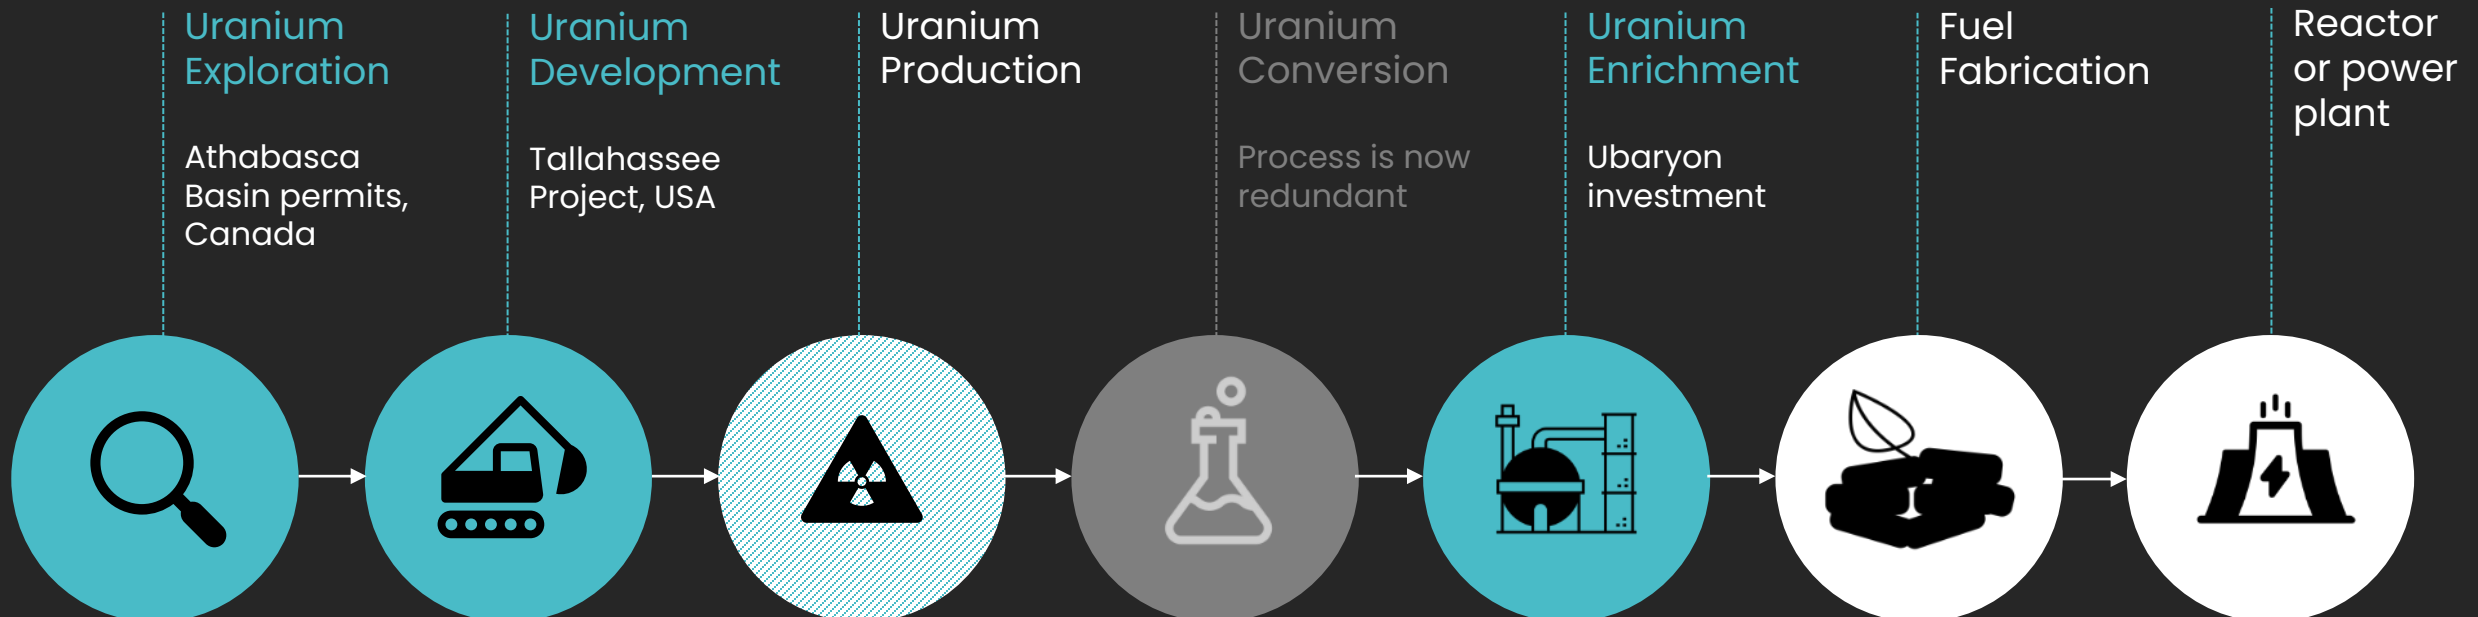 Uranium
Exploration
Athabasca
Basin permits,
Canada
Uranium
Development
Tallahassee
Project, USA
Uranium
Production
Uranium
Conversion
Process is now
redundant
Uranium
Enrichment
Ubaryon
investment
Fuel
Fabrication
Reactor
or power
plant